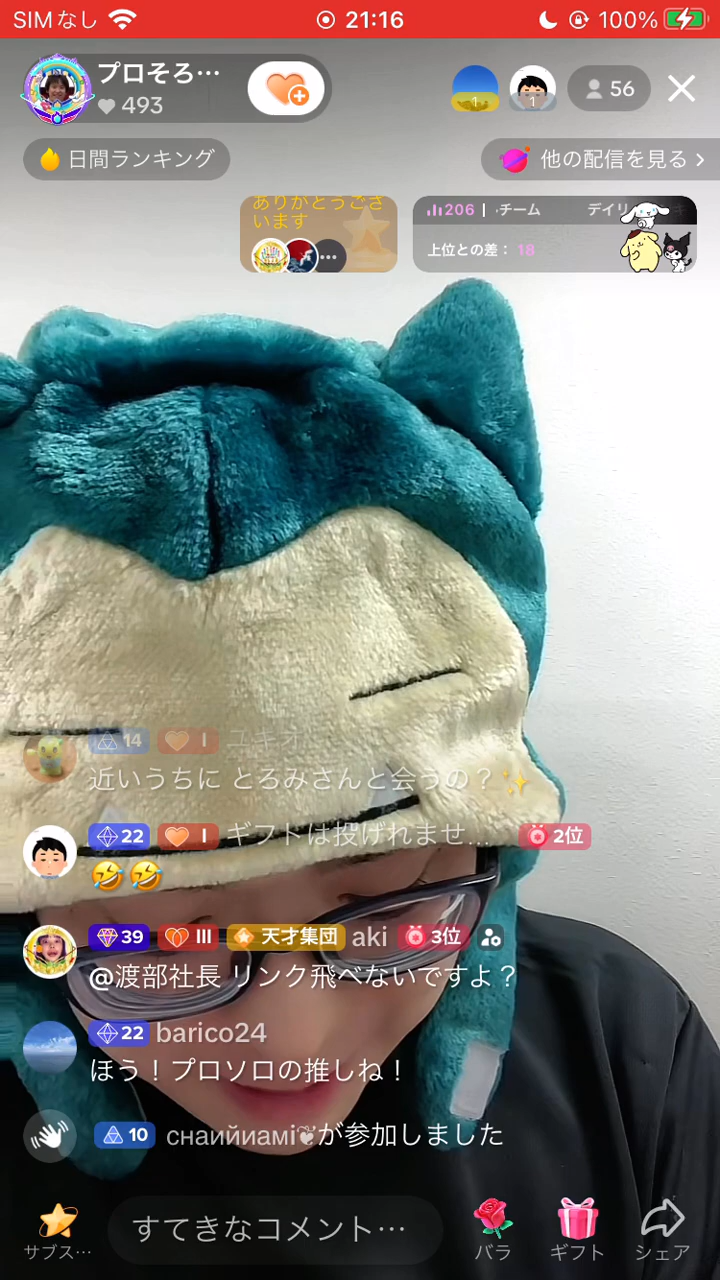 SIMなし 21:16 100%
プロそろ…
493
1
1
56
日間ランキング
他の配信を見る
ありがとうござ
います
206 チーム デイリ
上位との差： 18
14 I ユキオ
近いうちに とろみさんと会うの？✨
22 I ギフトは投げれませ… 2位
🤣🤣
39 III 天才集団 aki 3位
@渡部社長 リンク飛べないですよ？
22 barico24
ほう！プロソロの推しね！
10 cнaийиaмi❦が参加しました
サブス…
すてきなコメント…
バラ
ギフト
シェア